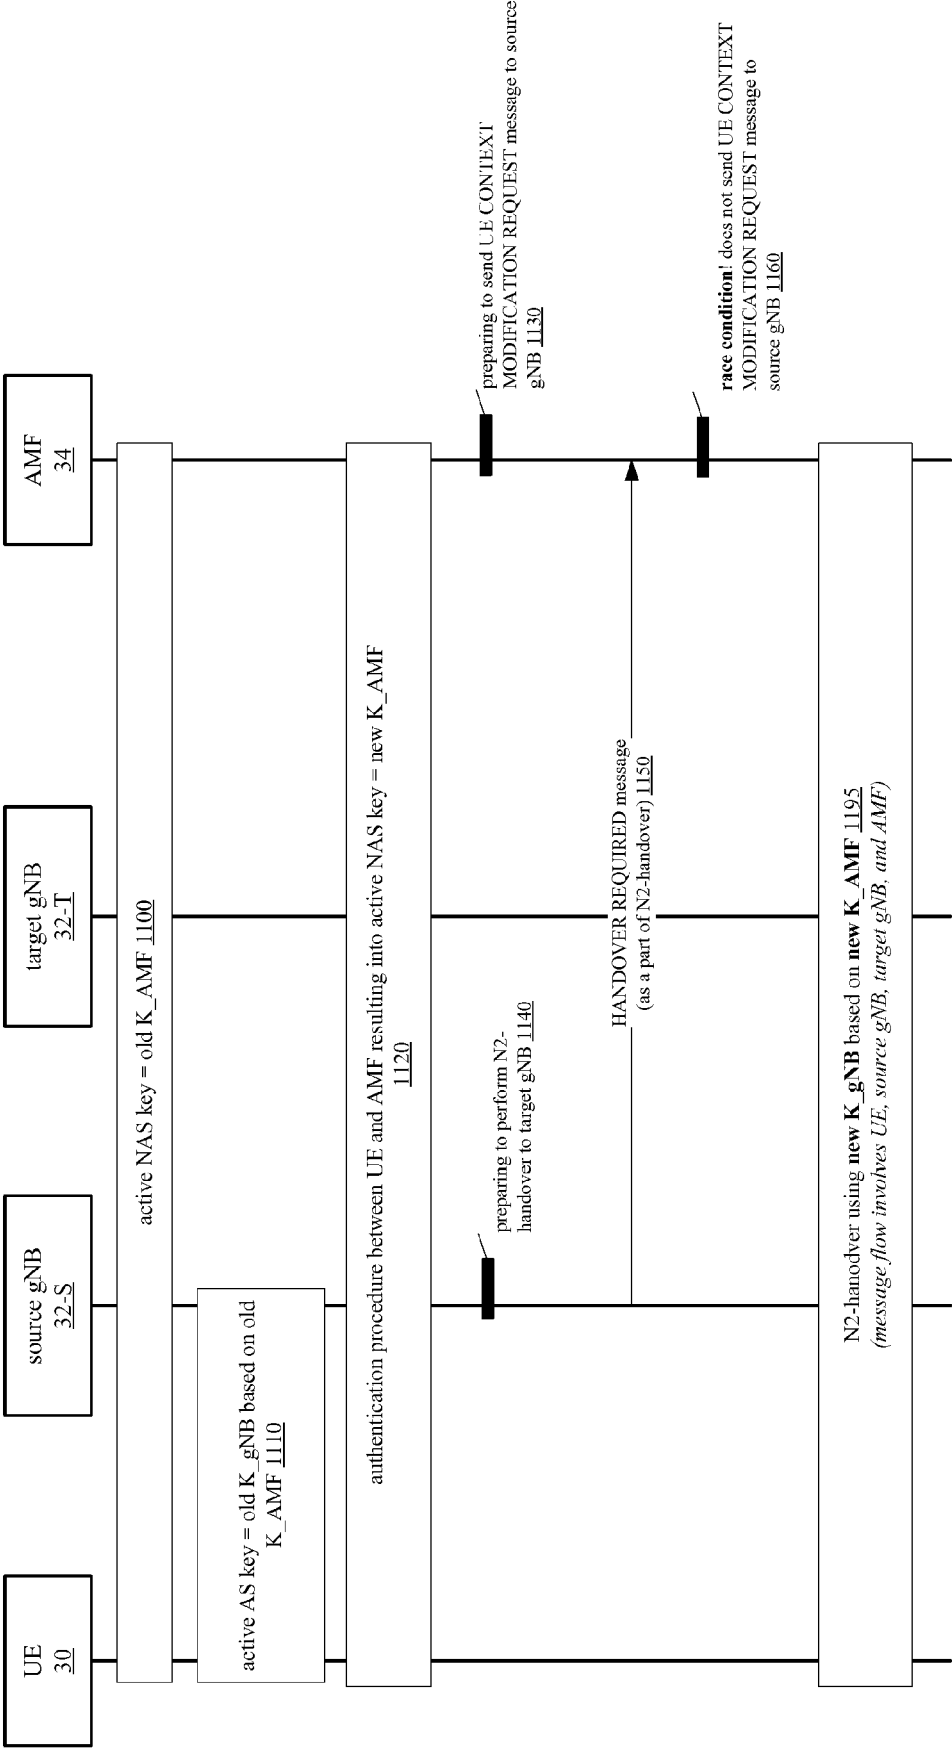 UE
30
source gNB
32-S
target gNB
32-T
AMF
34
active NAS key = old K_AMF 1100
active AS key = old K_gNB based on old
K_AMF 1110
authentication procedure between UE and AMF resulting into active NAS key = new K_AMF
1120
preparing to send UE CONTEXT
MODIFICATION REQUEST message to source
gNB 1130
preparing to perform N2-
handover to target gNB 1140
HANDOVER REQUIRED message
(as a part of N2-handover) 1150
race condition! does not send UE CONTEXT
MODIFICATION REQUEST message to
source gNB 1160
N2-hanodver using new K_gNB based on new K_AMF 1195
(message flow involves UE, source gNB, target gNB, and AMF)